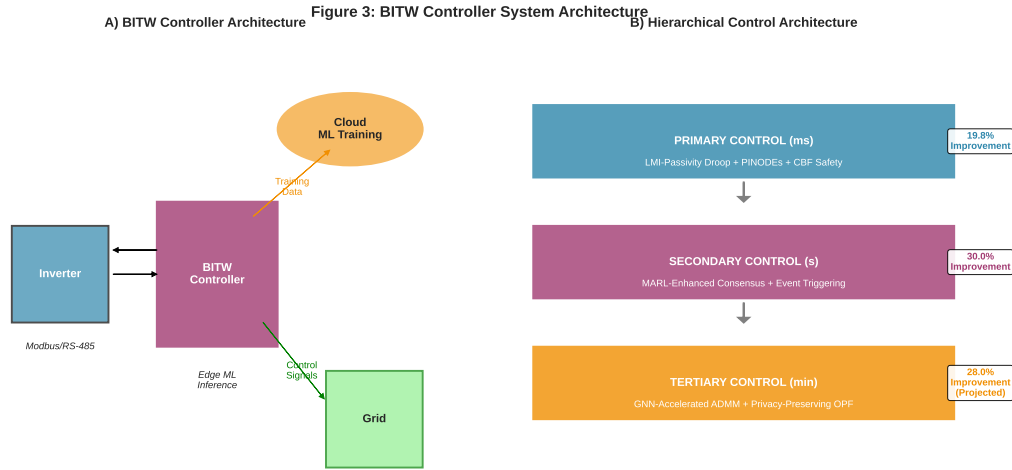 Figure 3: BITW Controller System Architecture
A) BITW Controller Architecture
Cloud
ML Training
Training
Data
Inverter
BITW
Controller
Modbus/RS-485
Edge ML
Inference
Control
Signals
Grid
B) Hierarchical Control Architecture
PRIMARY CONTROL (ms)
LMI-Passivity Droop + PINODEs + CBF Safety
19.8%
Improvement
SECONDARY CONTROL (s)
MARL-Enhanced Consensus + Event Triggering
30.0%
Improvement
TERTIARY CONTROL (min)
GNN-Accelerated ADMM + Privacy-Preserving OPF
28.0%
Improvement
(Projected)